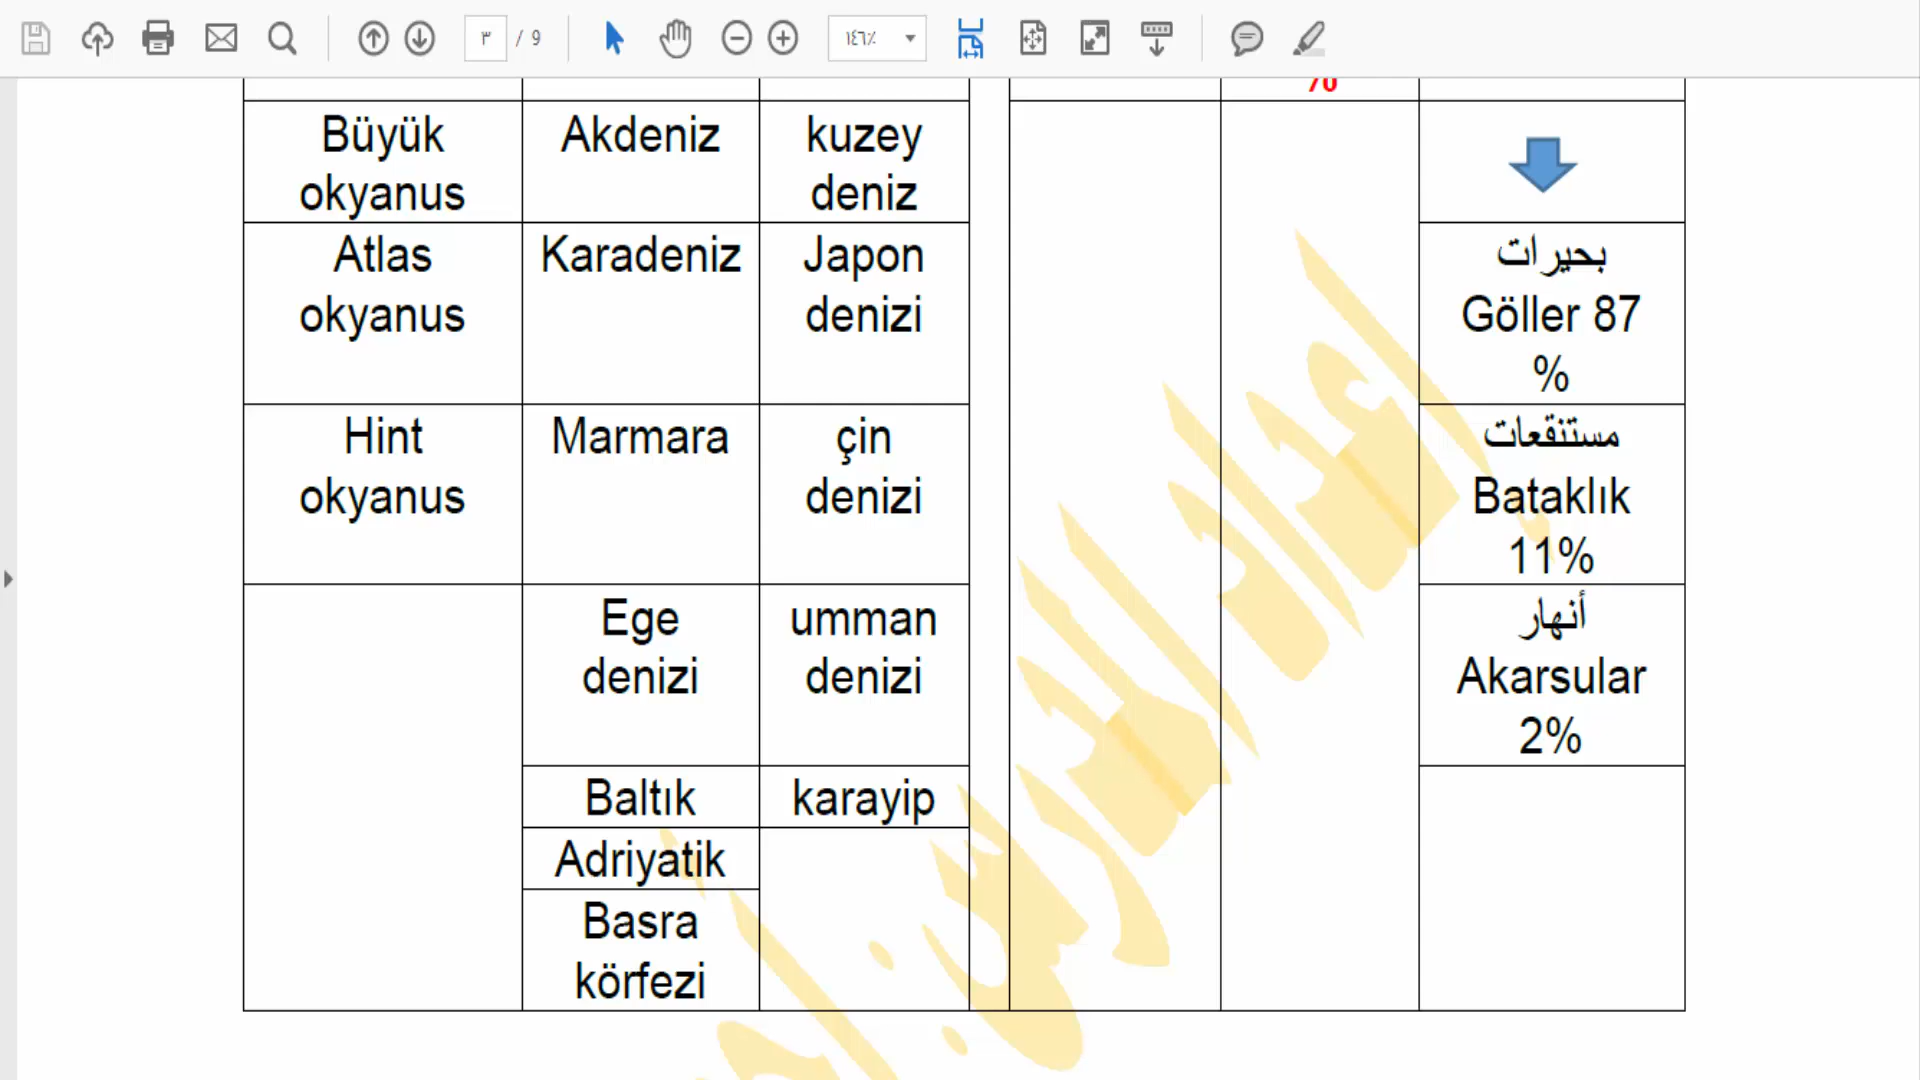 ٣ / 9
١٤٦٪
70
Büyük okyanus
Akdeniz
kuzey deniz
Atlas okyanus
Karadeniz
Japon denizi
بحيرات
Göller 87 %
Hint okyanus
Marmara
çin denizi
مستنقعات
Bataklık 11%
Ege denizi
umman denizi
أنهار
Akarsular 2%
Baltık
karayip
Adriyatik
Basra körfezi